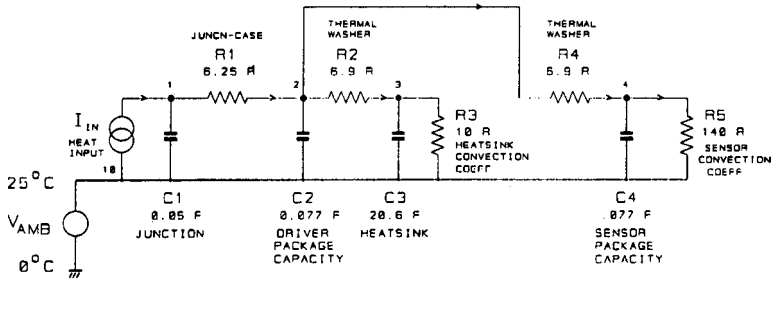 THERMAL
WASHER
THERMAL
WASHER
JUNCN-CASE
R1
6.25 R
R2
6.9 R
R4
6.9 R
1
2
3
4
I IN
HEAT
INPUT
10
R3
10 R
HEATSINK
CONVECTION
COEFF
R5
140 R
SENSOR
CONVECTION
COEFF
25°C
V AMB
0°C
C1
0.05 F
JUNCTION
C2
0.077 F
DRIVER
PACKAGE
CAPACITY
C3
20.6 F
HEATSINK
C4
.077 F
SENSOR
PACKAGE
CAPACITY